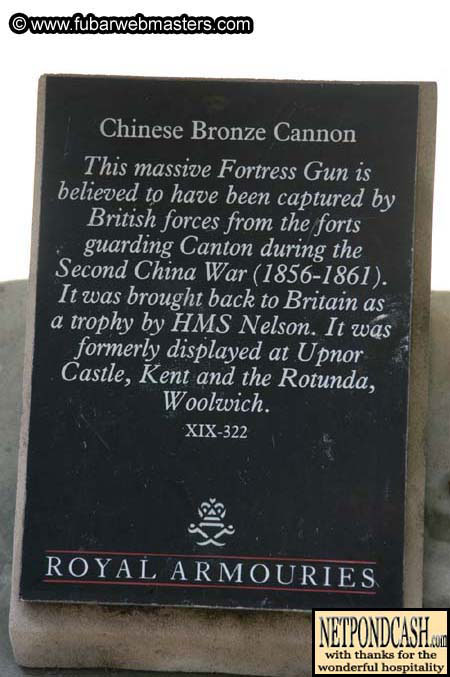 © www.fubarwebmasters.com
Chinese Bronze Cannon
This massive Fortress Gun is
believed to have been captured by
British forces from the forts
guarding Canton during the
Second China War (1856-1861).
It was brought back to Britain as
a trophy by HMS Nelson. It was
formerly displayed at Upnor
Castle, Kent and the Rotunda,
Woolwich.
XIX-322
ROYAL ARMOURIES
NETPONDCASH.com
with thanks for the
wonderful hospitality